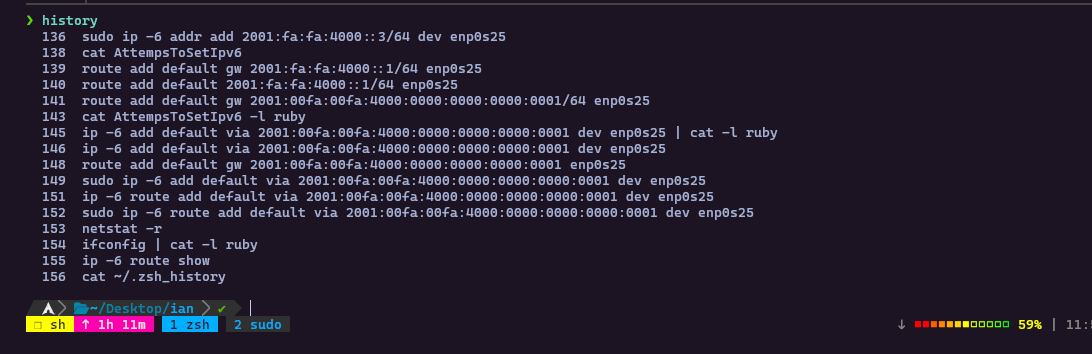 ❯ history
136 sudo ip -6 addr add 2001:fa:fa:4000::3/64 dev enp0s25
138 cat AttempsToSetIpv6
139 route add default gw 2001:fa:fa:4000::1/64 enp0s25
140 route add default 2001:fa:fa:4000::1/64 enp0s25
141 route add default gw 2001:00fa:00fa:4000:0000:0000:0000:0001/64 enp0s25
143 cat AttempsToSetIpv6 -l ruby
145 ip -6 add default via 2001:00fa:00fa:4000:0000:0000:0000:0001 dev enp0s25 | cat -l ruby
146 ip -6 add default via 2001:00fa:00fa:4000:0000:0000:0000:0001 dev enp0s25
148 route add default gw 2001:00fa:00fa:4000:0000:0000:0000:0001 enp0s25
149 sudo ip -6 add default via 2001:00fa:00fa:4000:0000:0000:0000:0001 dev enp0s25
151 ip -6 route add default via 2001:00fa:00fa:4000:0000:0000:0000:0001 dev enp0s25
152 sudo ip -6 route add default via 2001:00fa:00fa:4000:0000:0000:0000:0001 dev enp0s25
153 netstat -r
154 ifconfig | cat -l ruby
155 ip -6 route show
156 cat ~/.zsh_history
~/Desktop/ian ✔
❐ sh ↑ 1h 11m 1 zsh 2 sudo ↓ 59% | 11: